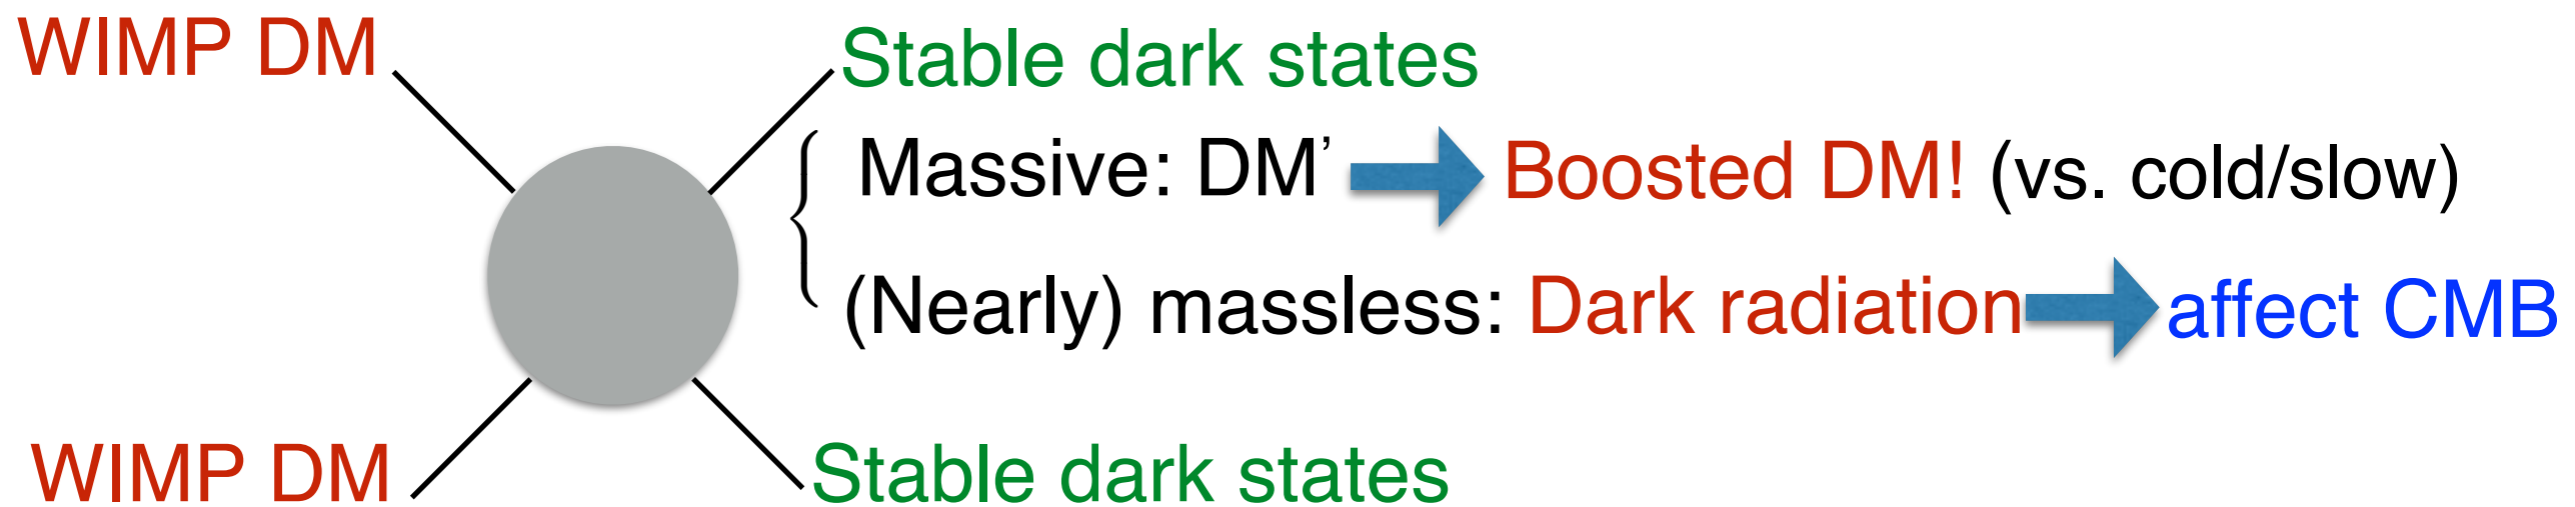 WIMP DM
Stable dark states
Massive: DM’ Boosted DM! (vs. cold/slow)
(Nearly) massless: Dark radiation affect CMB
WIMP DM
Stable dark states